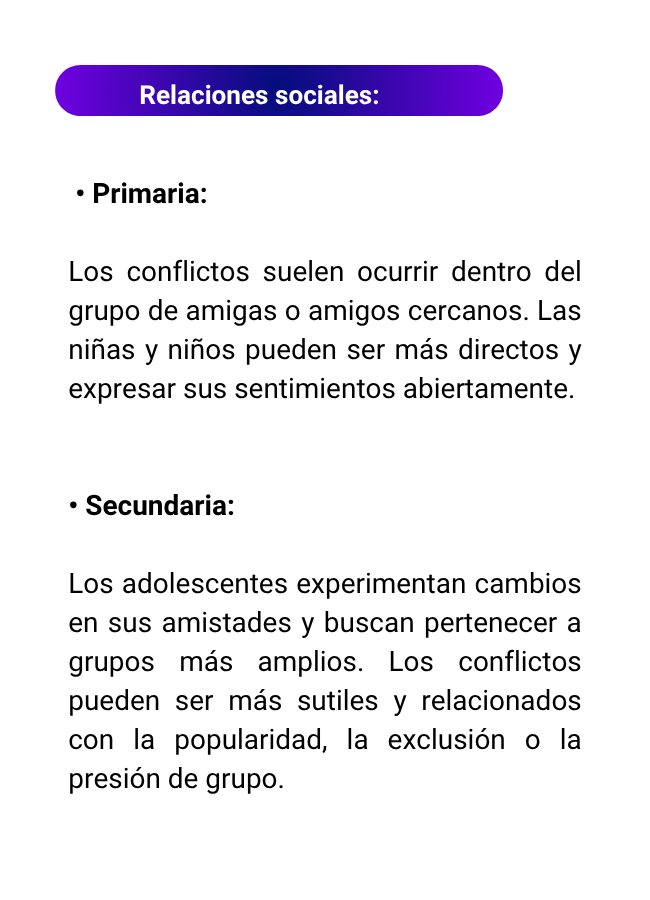 Relaciones sociales:
• Primaria:
Los conflictos suelen ocurrir dentro del
grupo de amigas o amigos cercanos. Las
niñas y niños pueden ser más directos y
expresar sus sentimientos abiertamente.
• Secundaria:
Los adolescentes experimentan cambios
en sus amistades y buscan pertenecer a
grupos más amplios. Los conflictos
pueden ser más sutiles y relacionados
con la popularidad, la exclusión o la
presión de grupo.